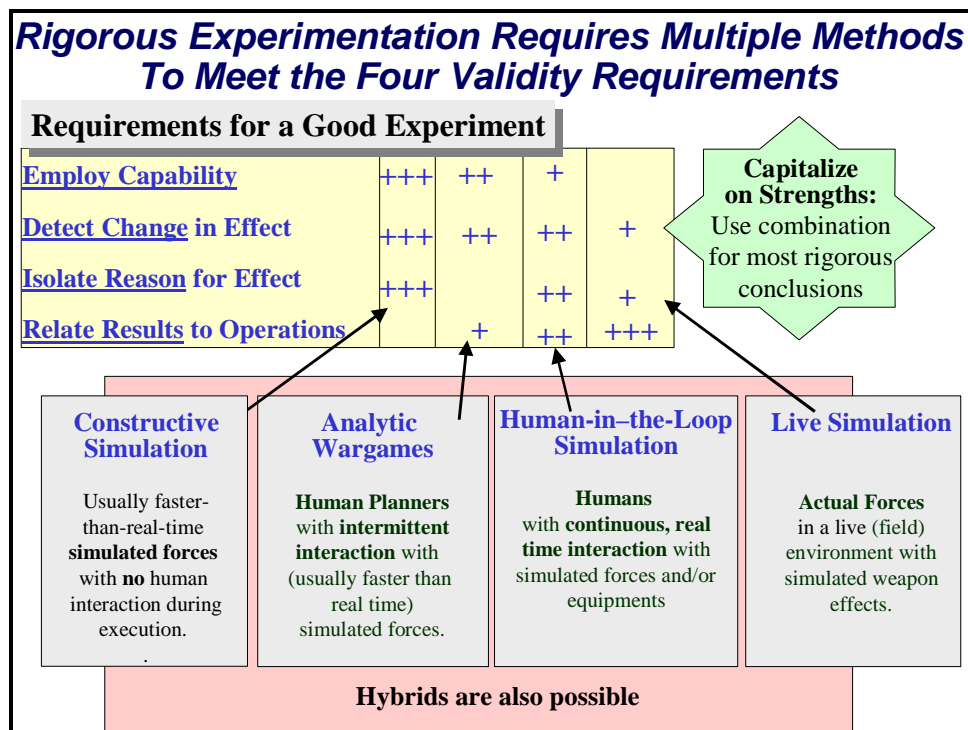 Rigorous Experimentation Requires Multiple Methods
To Meet the Four Validity Requirements
Requirements for a Good Experiment
Employ Capability +++ ++ +
Detect Change in Effect +++ ++ ++ +
Isolate Reason for Effect +++ ++ +
Relate Results to Operations + ++ +++
Capitalize
on Strengths:
Use combination
for most rigorous
conclusions
Constructive
Simulation
Usually faster-
than-real-time
simulated forces
with no human
interaction during
execution.
.
Analytic
Wargames
Human Planners
with intermittent
interaction with
(usually faster than
real time)
simulated forces.
Human-in–the-Loop
Simulation
Humans
with continuous, real
time interaction with
simulated forces and/or
equipments
Live Simulation
Actual Forces
in a live (field)
environment with
simulated weapon
effects.
Hybrids are also possible